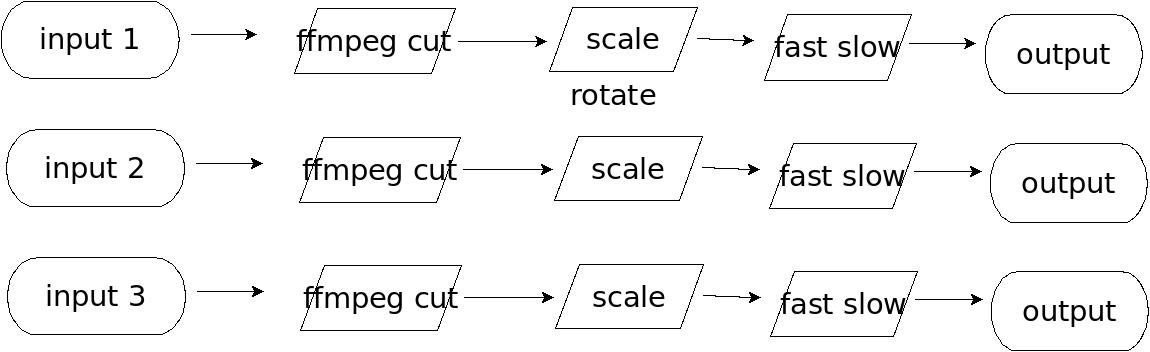 input 1 ffmpeg cut scale fast slow output
rotate
input 2 ffmpeg cut scale fast slow output
input 3 ffmpeg cut scale fast slow output